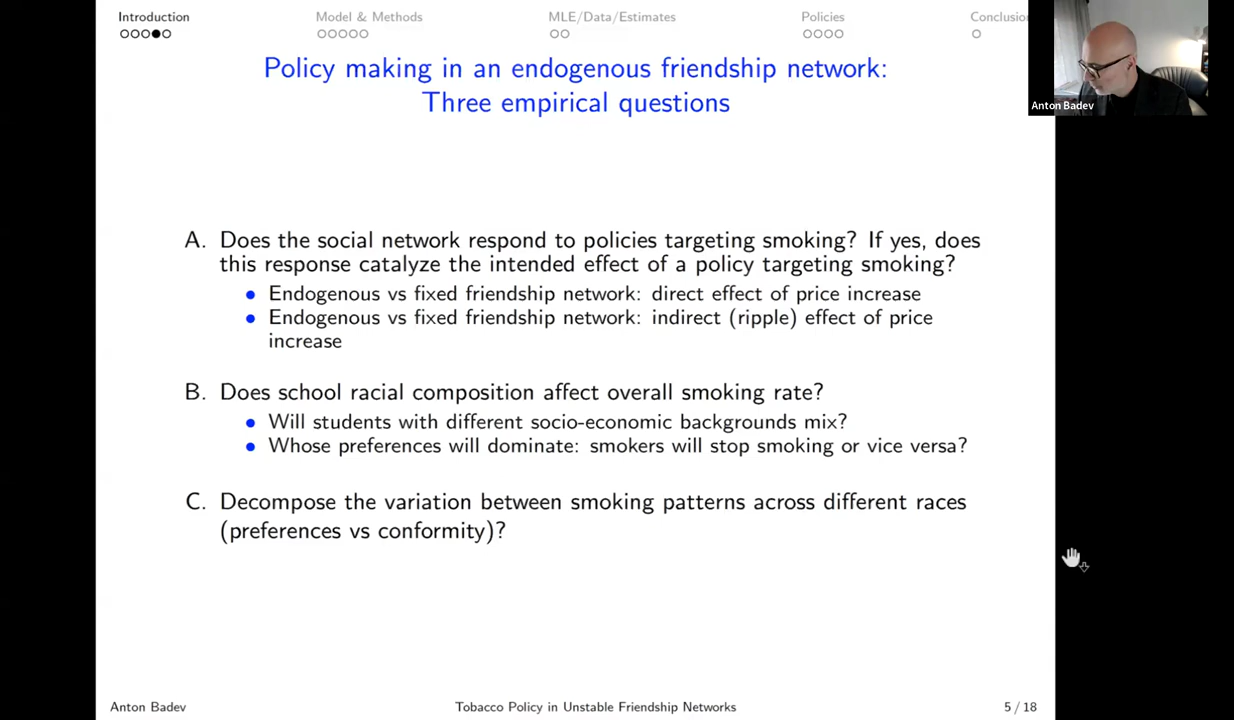 Introduction
Model & Methods
MLE/Data/Estimates
Policies
Anton Badev
Policy making in an endogenous friendship network:
Three empirical questions
A. Does the social network respond to policies targeting smoking? If yes, does
this response catalyze the intended effect of a policy targeting smoking?
• Endogenous vs fixed friendship network: direct effect of price increase
• Endogenous vs fixed friendship network: indirect (ripple) effect of price
increase
B. Does school racial composition affect overall smoking rate?
• Will students with different socio-economic backgrounds mix?
• Whose preferences will dominate: smokers will stop smoking or vice versa?
C. Decompose the variation between smoking patterns across different races
(preferences vs conformity)?
Anton Badev
Tobacco Policy in Unstable Friendship Networks
5 / 18